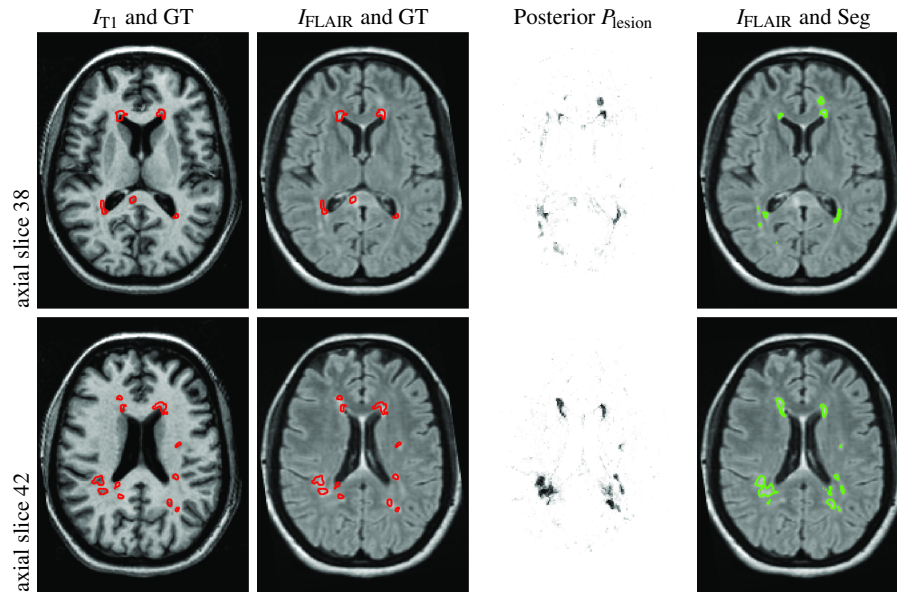 I_T1 and GT
I_FLAIR and GT
Posterior P_lesion
I_FLAIR and Seg
axial slice 38
axial slice 42